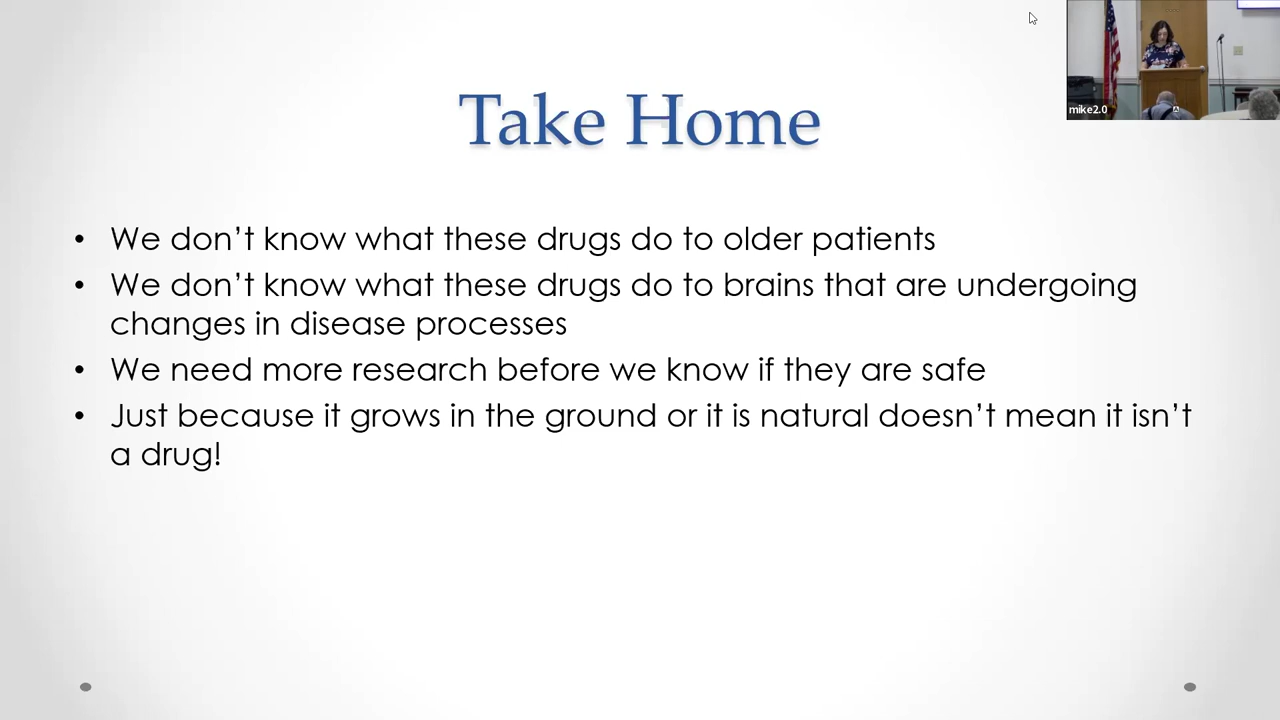 mike2.0
Take Home
• We don’t know what these drugs do to older patients
• We don’t know what these drugs do to brains that are undergoing
changes in disease processes
• We need more research before we know if they are safe
• Just because it grows in the ground or it is natural doesn’t mean it isn’t
a drug!